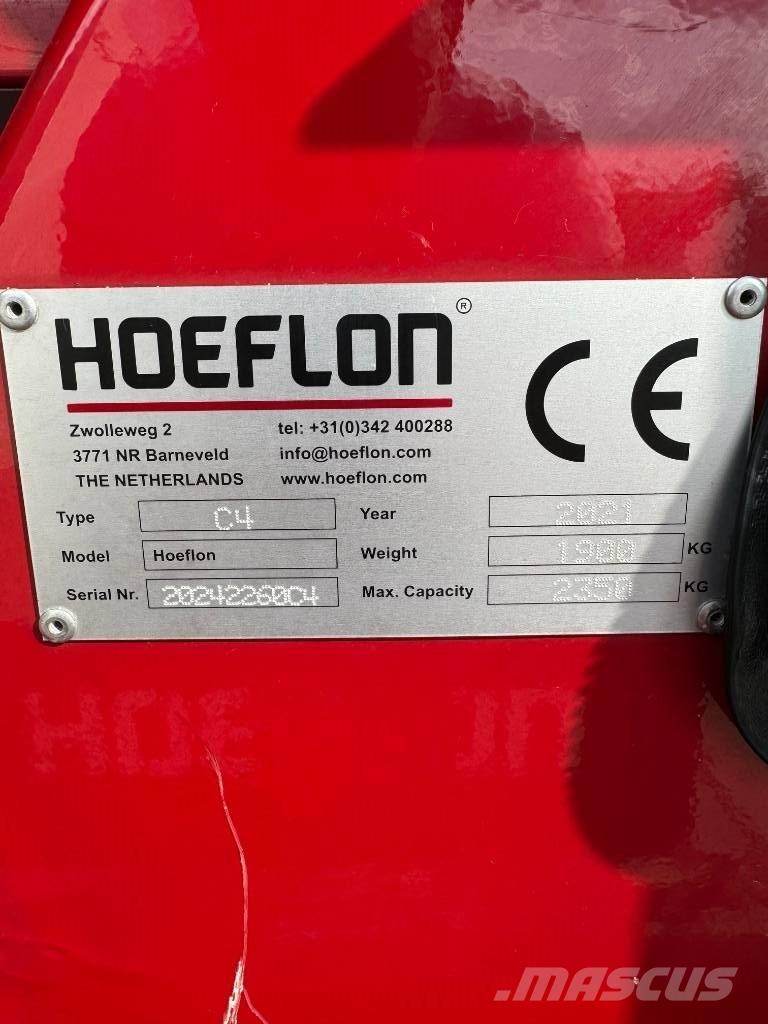 HOEFLON®
CE
Zwolleweg 2 tel: +31(0)342 400288
3771 NR Barneveld info@hoeflon.com
THE NETHERLANDS www.hoeflon.com
Type C4 Year 2021
Model Hoeflon Weight 1900 KG
Serial Nr. 20242260C4 Max. Capacity 2350 KG
MASCUS